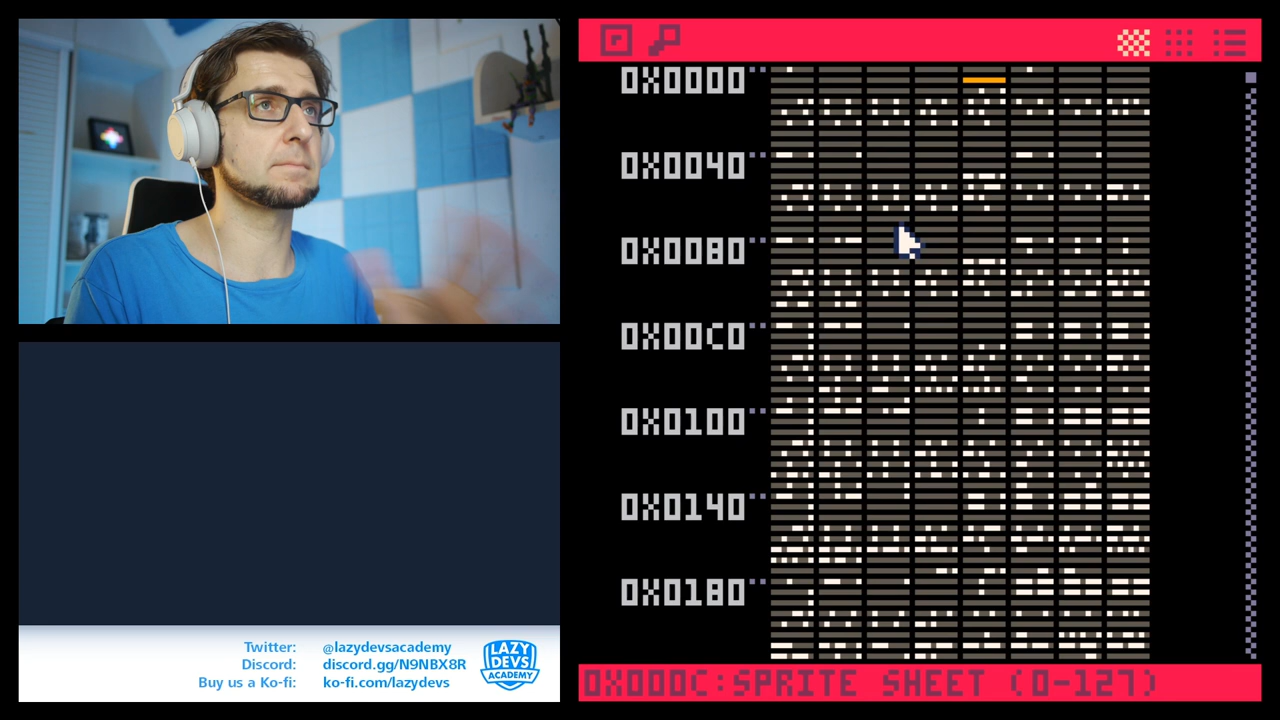 0X0000
0X0040
0X0080
0X00C0
0X0100
0X0140
0X0180
0X000C:SPRITE SHEET (0-127)
Twitter: @lazydevsacademy
Discord: discord.gg/N9NBX8R
Buy us a Ko-fi: ko-fi.com/lazydevs
LAZY
DEVS
ACADEMY